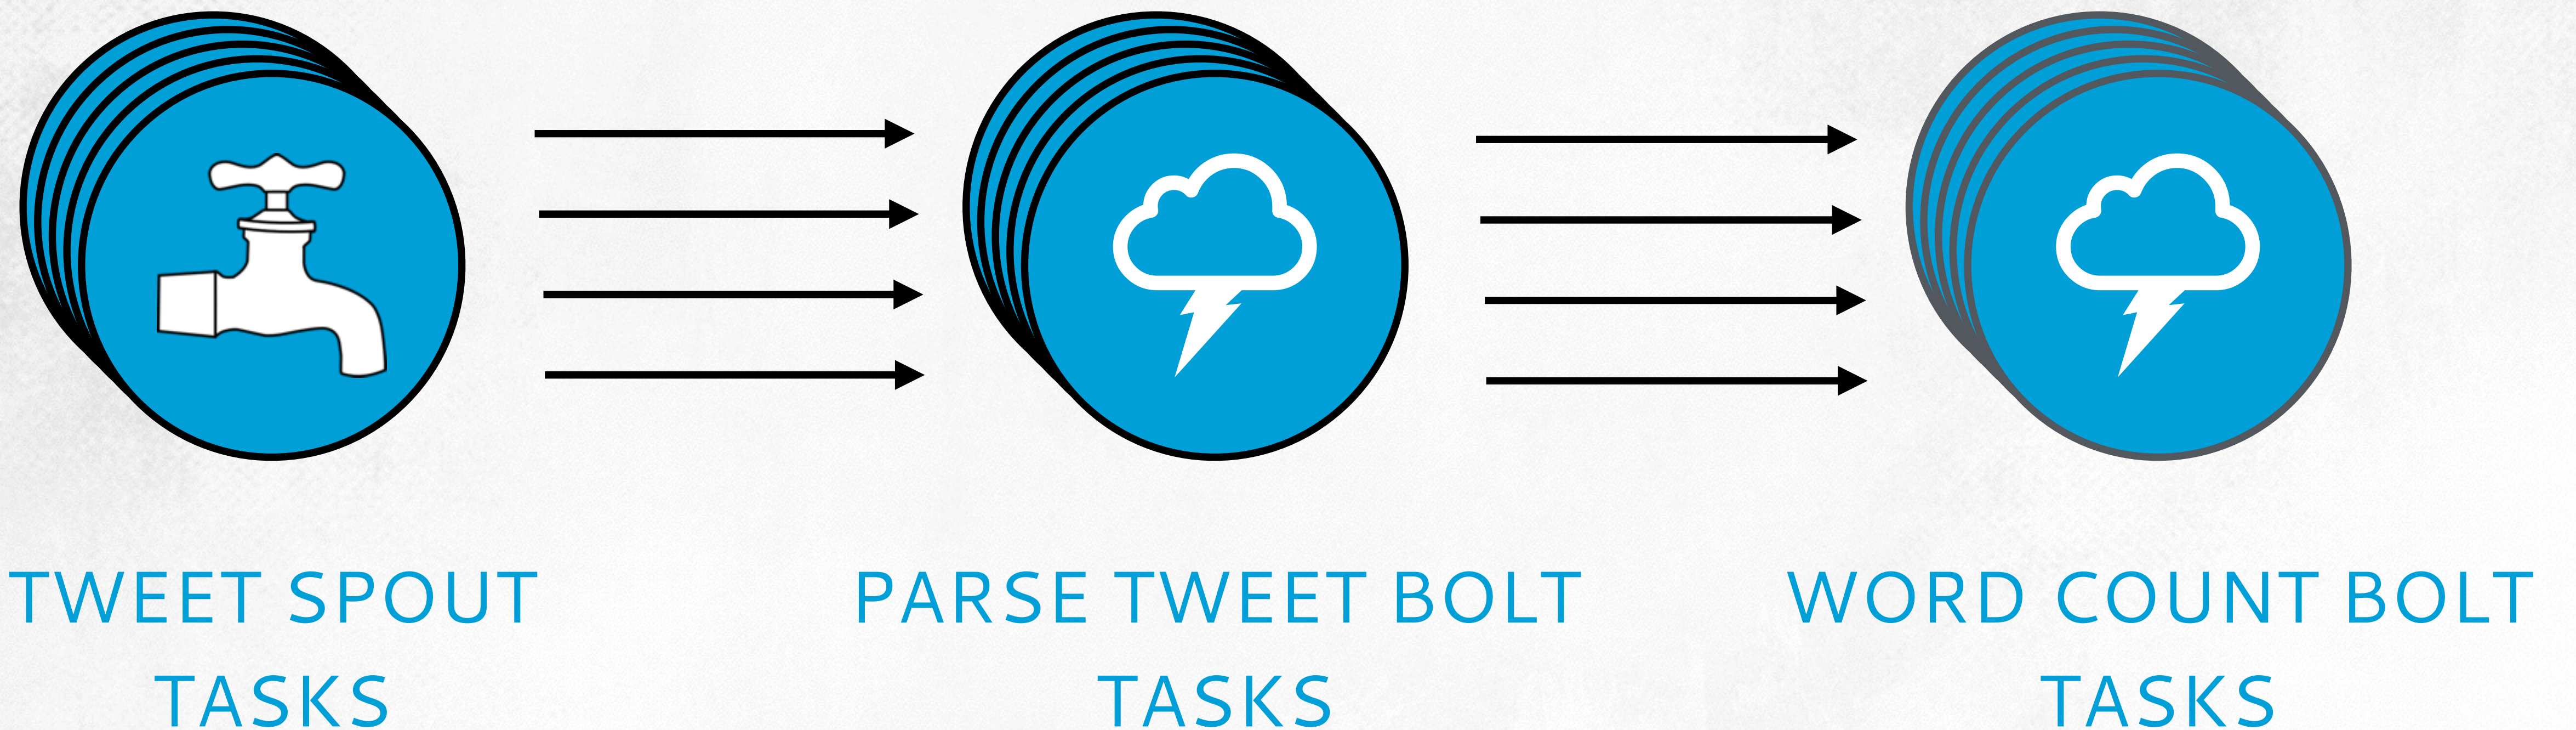 TWEET SPOUT
TASKS
PARSE TWEET BOLT
TASKS
WORD COUNT BOLT
TASKS